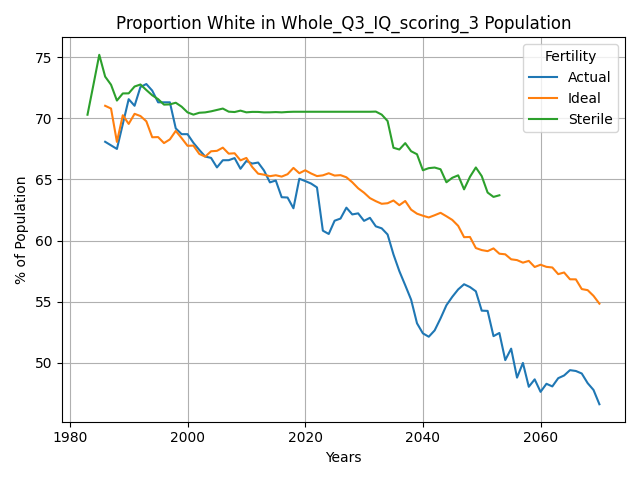 Proportion White in Whole_Q3_IQ_scoring_3 Population
% of Population
75
70
65
60
55
50
Fertility
Actual
Ideal
Sterile
1980
2000
2020
2040
2060
Years